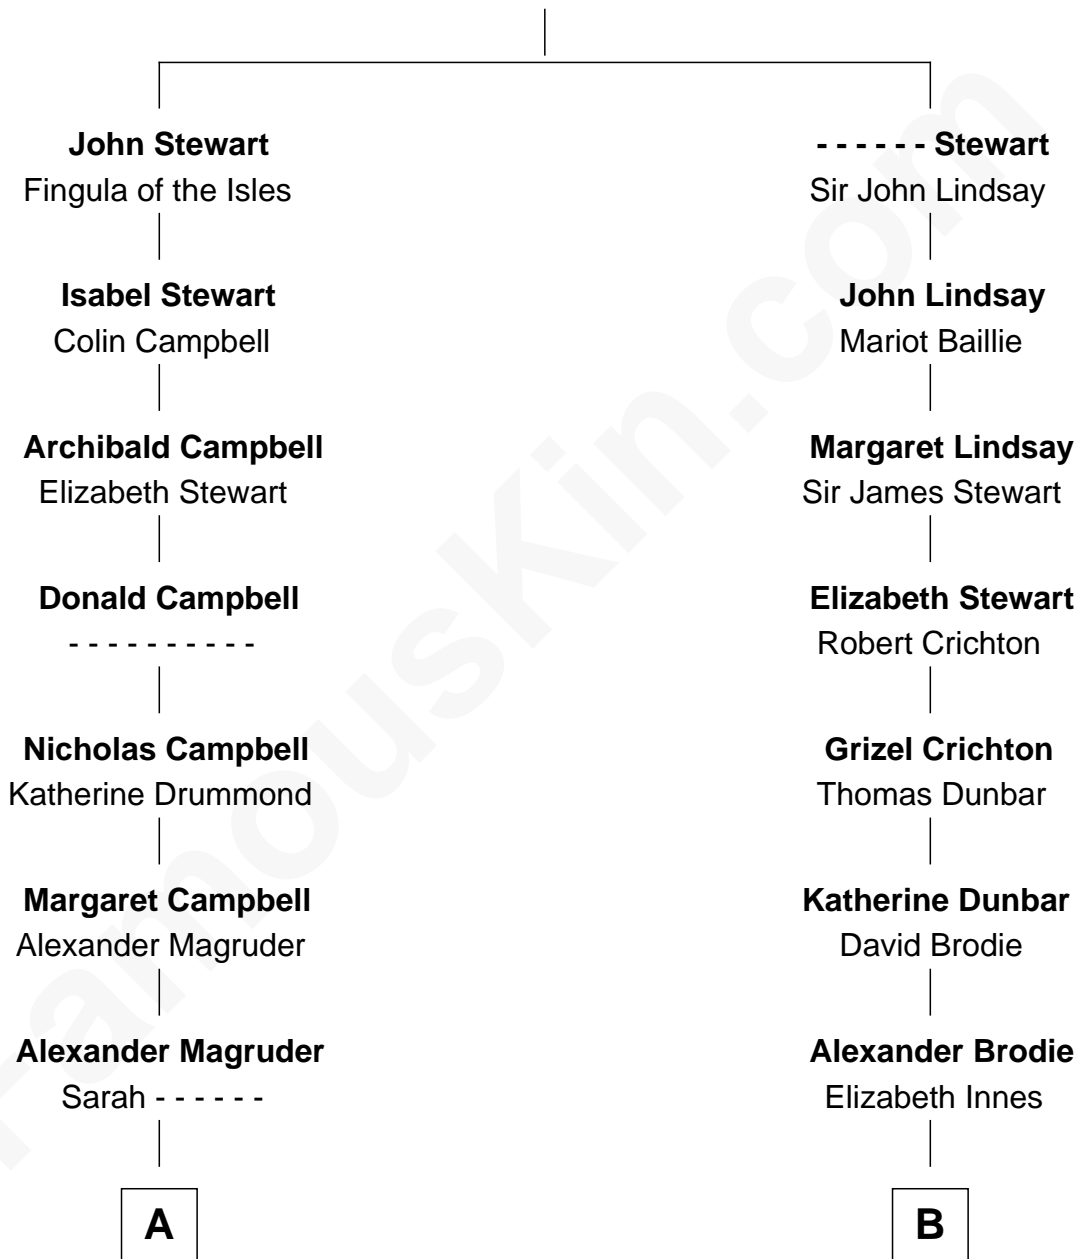 John Stewart
Fingula of the Isles
Isabel Stewart
Colin Campbell
Archibald Campbell
Elizabeth Stewart
Donald Campbell
- - - - - - - - - -
Nicholas Campbell
Katherine Drummond
Margaret Campbell
Alexander Magruder
Alexander Magruder
Sarah - - - - - -
A
- - - - - - Stewart
Sir John Lindsay
John Lindsay
Mariot Baillie
Margaret Lindsay
Sir James Stewart
Elizabeth Stewart
Robert Crichton
Grizel Crichton
Thomas Dunbar
Katherine Dunbar
David Brodie
Alexander Brodie
Elizabeth Innes
B
FamousKin.com